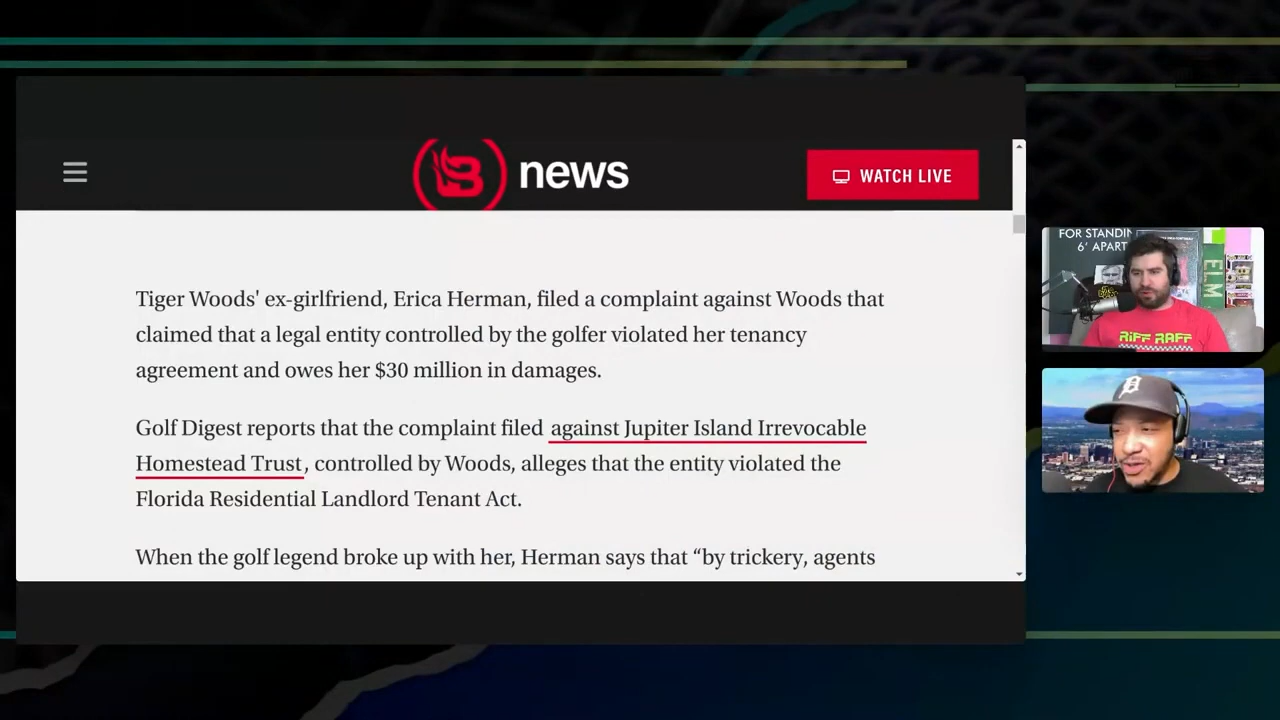 news
WATCH LIVE
Tiger Woods' ex-girlfriend, Erica Herman, filed a complaint against Woods that
claimed that a legal entity controlled by the golfer violated her tenancy
agreement and owes her $30 million in damages.
Golf Digest reports that the complaint filed against Jupiter Island Irrevocable
Homestead Trust, controlled by Woods, alleges that the entity violated the
Florida Residential Landlord Tenant Act.
When the golf legend broke up with her, Herman says that “by trickery, agents
FOR STANDIN
6' APART
ELM
RiFF RAFF
D